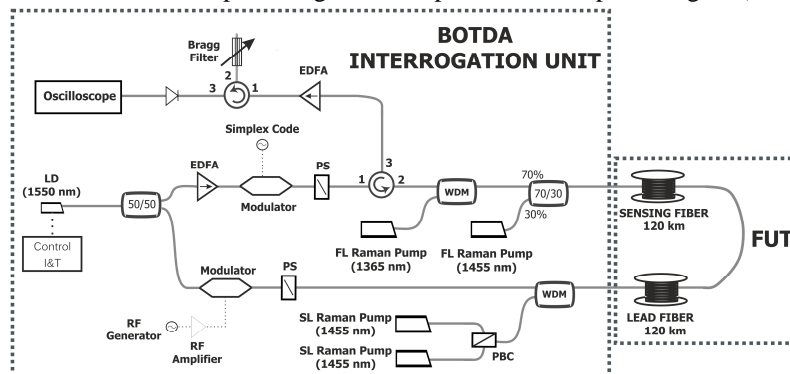 BOTDA
INTERROGATION UNIT
Bragg
Filter
2
3
1
EDFA
Oscilloscope
Simplex Code
3
EDFA
PS
1
2
70%
LD
(1550 nm)
50/50
WDM
70/30
Modulator
30%
SENSING FIBER
120 km
Control
I&T
FL Raman Pump
(1365 nm)
FL Raman Pump
(1455 nm)
FUT
Modulator
PS
WDM
RF
Generator
RF
Amplifier
SL Raman Pump
(1455 nm)
SL Raman Pump
(1455 nm)
PBC
LEAD FIBER
120 km